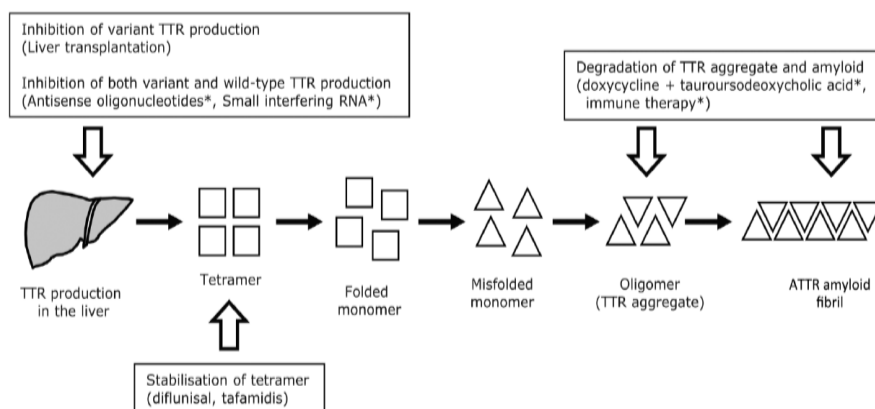 Inhibition of variant TTR production
(Liver transplantation)
Inhibition of both variant and wild-type TTR production
(Antisense oligonucleotides*, Small interfering RNA*)
Degradation of TTR aggregate and amyloid
(doxycycline + tauroursodeoxycholic acid*,
immune therapy*)
TTR production
in the liver
Tetramer
Folded
monomer
Misfolded
monomer
Oligomer
(TTR aggregate)
ATTR amyloid
fibril
Stabilisation of tetramer
(diflunisal, tafamidis)